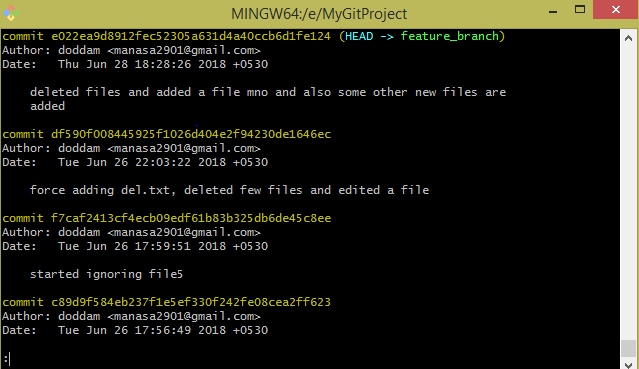 MINGW64:/e/MyGitProject
commit e022ea9d8912fec52305a631d4a40ccb6d1fe124 (HEAD -> feature_branch)
Author: doddam <manasa2901@gmail.com>
Date:   Thu Jun 28 18:28:26 2018 +0530
deleted files and added a file mno and also some other new files are
added
commit df590f008445925f1026d404e2f94230de1646ec
Author: doddam <manasa2901@gmail.com>
Date:   Tue Jun 26 22:03:22 2018 +0530
force adding del.txt, deleted few files and edited a file
commit f7caf2413cf4ecb09edf61b83b325db6de45c8ee
Author: doddam <manasa2901@gmail.com>
Date:   Tue Jun 26 17:59:51 2018 +0530
started ignoring file5
commit c89d9f584eb237f1e5ef330f242fe08cea2ff623
Author: doddam <manasa2901@gmail.com>
Date:   Tue Jun 26 17:56:49 2018 +0530
: